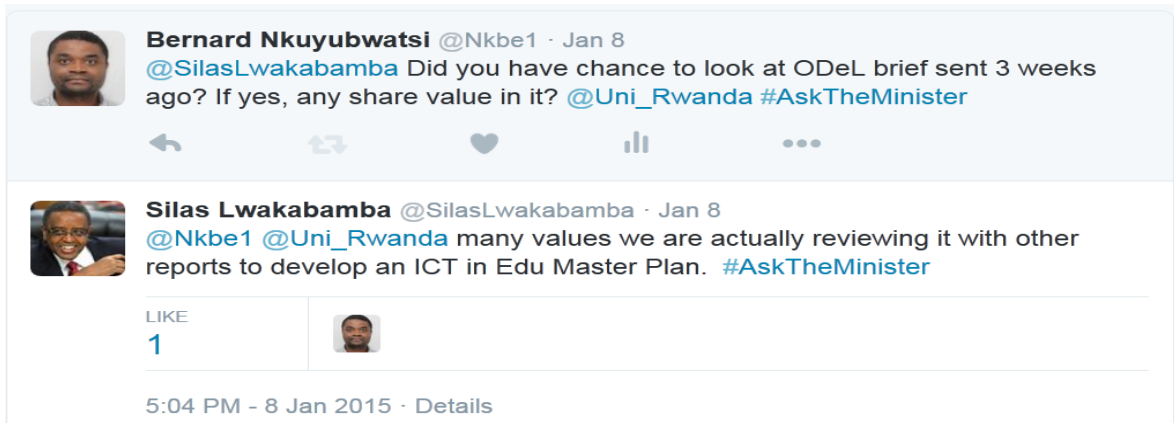 Bernard Nkuyubwatsi @Nkbe1 · Jan 8
@SilasLwakabamba Did you have chance to look at ODeL brief sent 3 weeks
ago? If yes, any share value in it? @Uni_Rwanda #AskTheMinister
Silas Lwakabamba @SilasLwakabamba · Jan 8
@Nkbe1 @Uni_Rwanda many values we are actually reviewing it with other
reports to develop an ICT in Edu Master Plan. #AskTheMinister
LIKE
1
5:04 PM - 8 Jan 2015 · Details